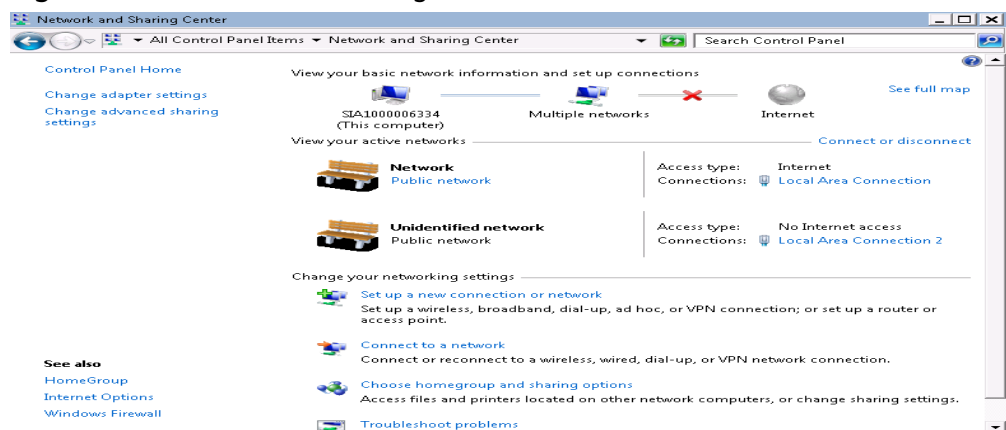 Network and Sharing Center
All Control Panel Items Network and Sharing Center
Search Control Panel
Control Panel Home
Change adapter settings
Change advanced sharing
settings
View your basic network information and set up connections
See full map
SIA1000006334
(This computer)
Multiple networks
Internet
View your active networks
Connect or disconnect
Network
Public network
Access type: Internet
Connections: Local Area Connection
Unidentified network
Public network
Access type: No Internet access
Connections: Local Area Connection 2
Change your networking settings
Set up a new connection or network
Set up a wireless, broadband, dial-up, ad hoc, or VPN connection; or set up a router or
access point.
Connect to a network
Connect or reconnect to a wireless, wired, dial-up, or VPN network connection.
Choose homegroup and sharing options
Access files and printers located on other network computers, or change sharing settings.
Troubleshoot problems
See also
HomeGroup
Internet Options
Windows Firewall